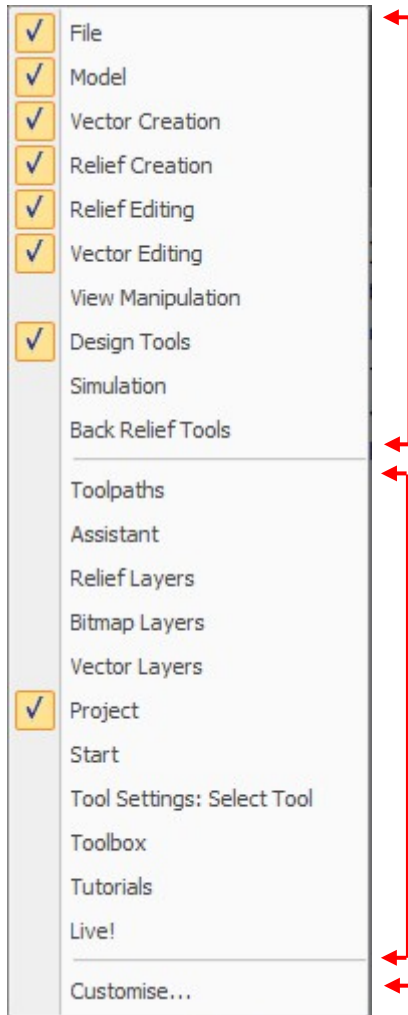 File
Model
Vector Creation
Relief Creation
Relief Editing
Vector Editing
View Manipulation
Design Tools
Simulation
Back Relief Tools
Toolpaths
Assistant
Relief Layers
Bitmap Layers
Vector Layers
Project
Start
Tool Settings: Select Tool
Toolbox
Tutorials
Live!
Customise...